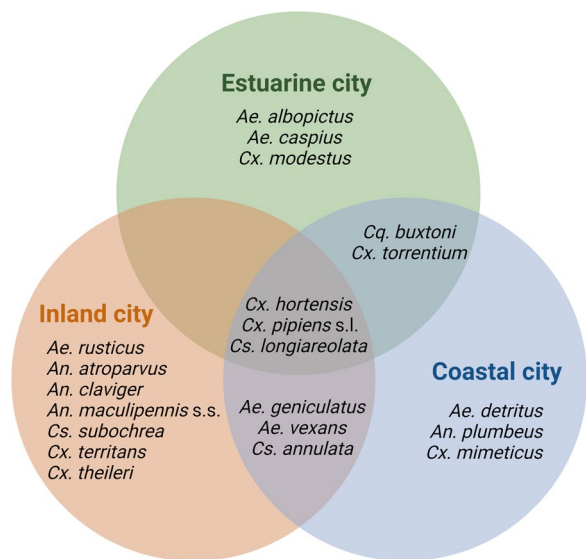 Estuarine city
Ae. albopictus
Ae. caspius
Cx. modestus
Cq. buxtoni
Cx. torrentium
Cx. hortensis
Cx. pipiens s.l.
Cs. longiareolata
Inland city
Ae. rusticus
An. atroparvus
An. claviger
An. maculipennis s.s.
Cs. subochrea
Cx. territans
Cx. theileri
Ae. geniculatus
Ae. vexans
Cs. annulata
Coastal city
Ae. detritus
An. plumbeus
Cx. mimeticus